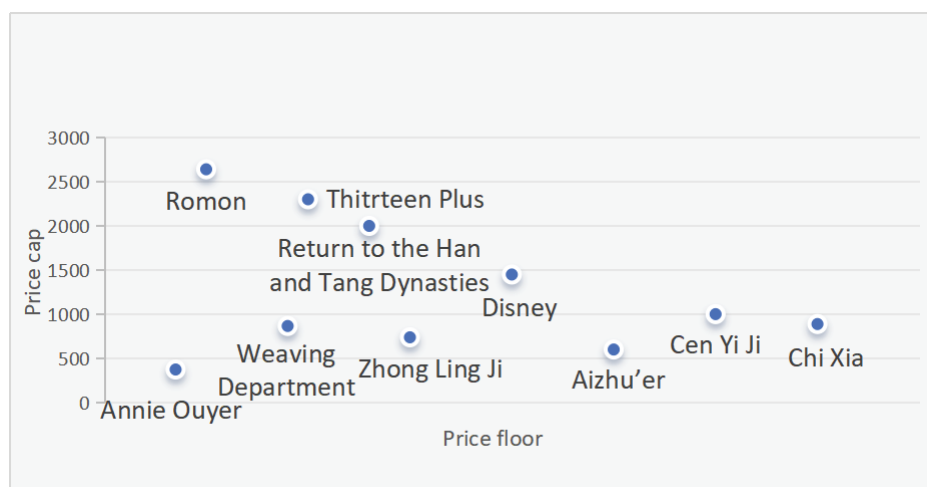 3000
2500
2000
1500
1000
500
0
Price cap
Romon
Thitrteen Plus
Return to the Han
and Tang Dynasties
Disney
Weaving
Department
Zhong Ling Ji
Annie Ouyer
Aizhu’er
Cen Yi Ji
Chi Xia
Price floor